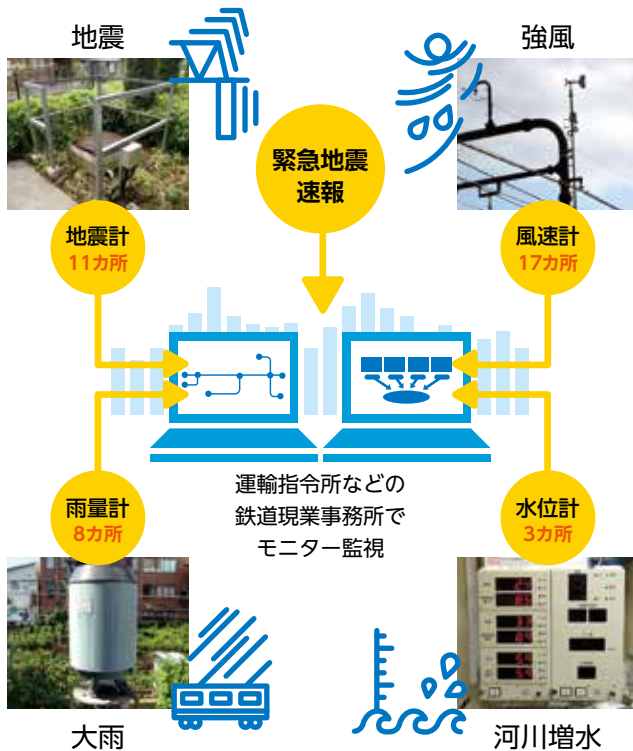 地震
強風
緊急地震
速報
地震計
11カ所
風速計
17カ所
運輸指令所などの
鉄道現業事務所で
モニター監視
雨量計
8カ所
水位計
3カ所
大雨
河川増水